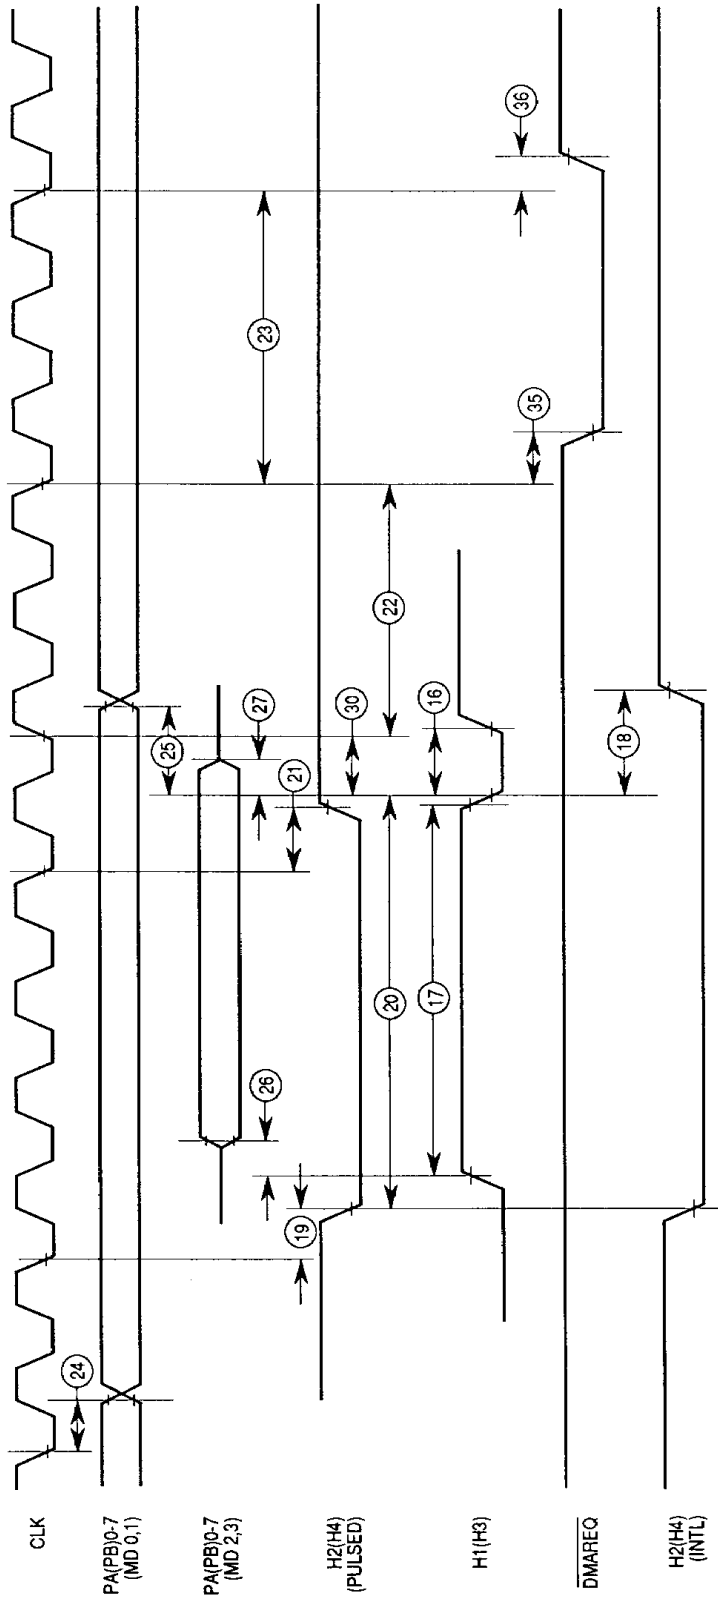 CLK
PA(PB)0-7
(MD 0,1)
PA(PB)0-7
(MD 2,3)
H2(H4)
(PULSED)
H1(H3)
DMAREQ
H2(H4)
(INTL)
24
19
26
20
17
21
25
27
30
16
18
22
35
23
36